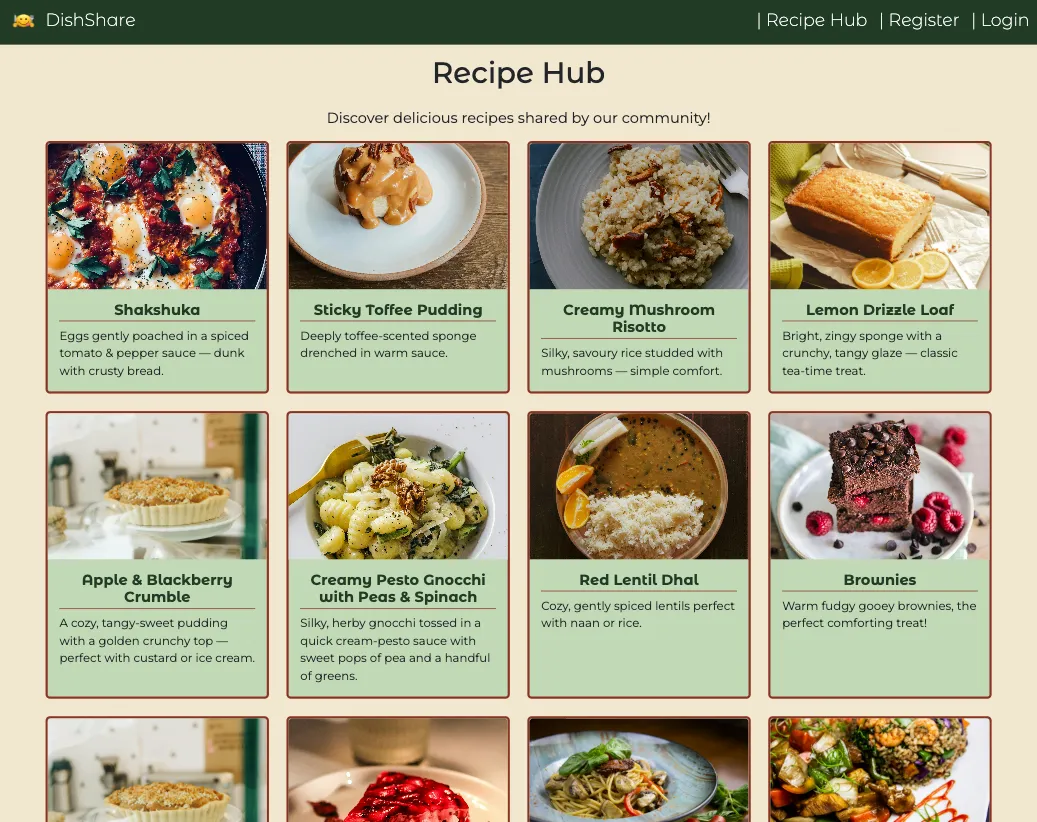 DishShare
| Recipe Hub | Register | Login
Recipe Hub
Discover delicious recipes shared by our community!
Shakshuka
Eggs gently poached in a spiced
tomato & pepper sauce — dunk
with crusty bread.
Sticky Toffee Pudding
Deeply toffee-scented sponge
drenched in warm sauce.
Creamy Mushroom
Risotto
Silky, savoury rice studded with
mushrooms — simple comfort.
Lemon Drizzle Loaf
Bright, zingy sponge with a
crunchy, tangy glaze — classic
tea-time treat.
Apple & Blackberry
Crumble
A cozy, tangy-sweet pudding
with a golden crunchy top —
perfect with custard or ice cream.
Creamy Pesto Gnocchi
with Peas & Spinach
Silky, herby gnocchi tossed in a
quick cream-pesto sauce with
sweet pops of pea and a handful
of greens.
Red Lentil Dhal
Cozy, gently spiced lentils perfect
with naan or rice.
Brownies
Warm fudgy gooey brownies, the
perfect comforting treat!